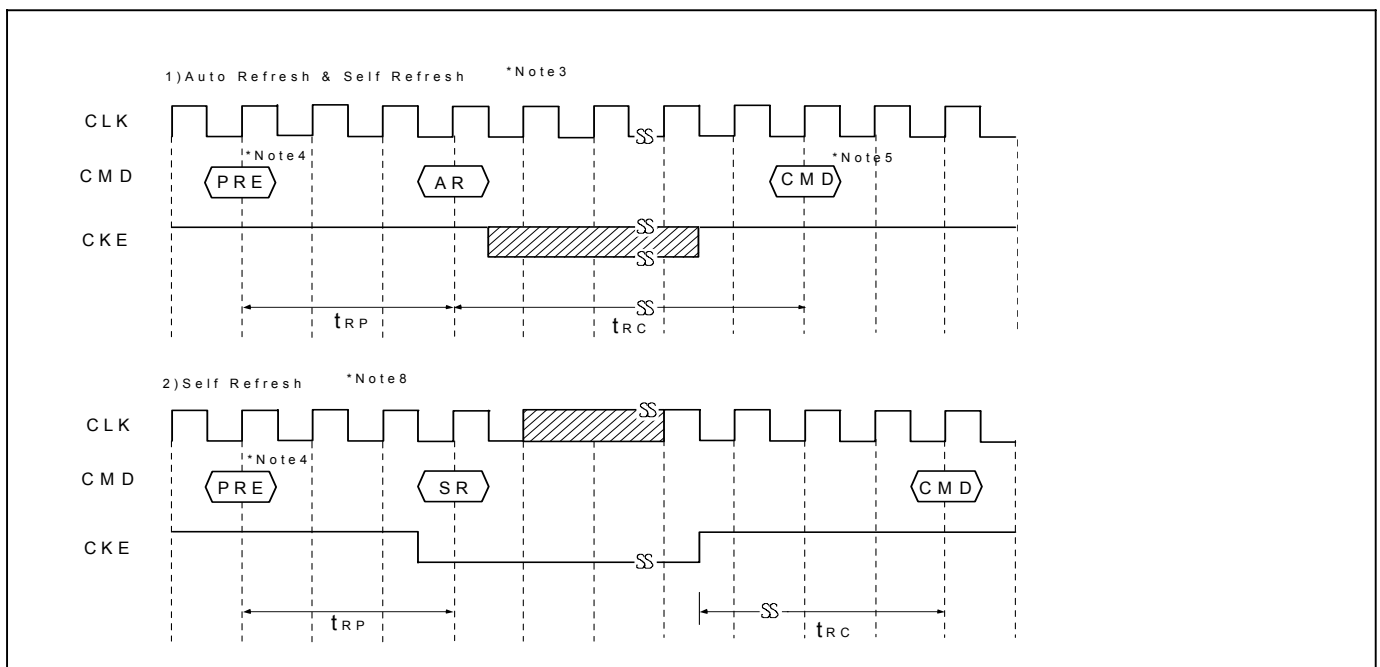 1)Auto Refresh & Self Refresh *Note3
CLK
*Note4 *Note5
CMD PRE AR CMD
CKE
tRP tRC
2)Self Refresh *Note8
CLK
*Note4
CMD PRE SR CMD
CKE
tRP tRC